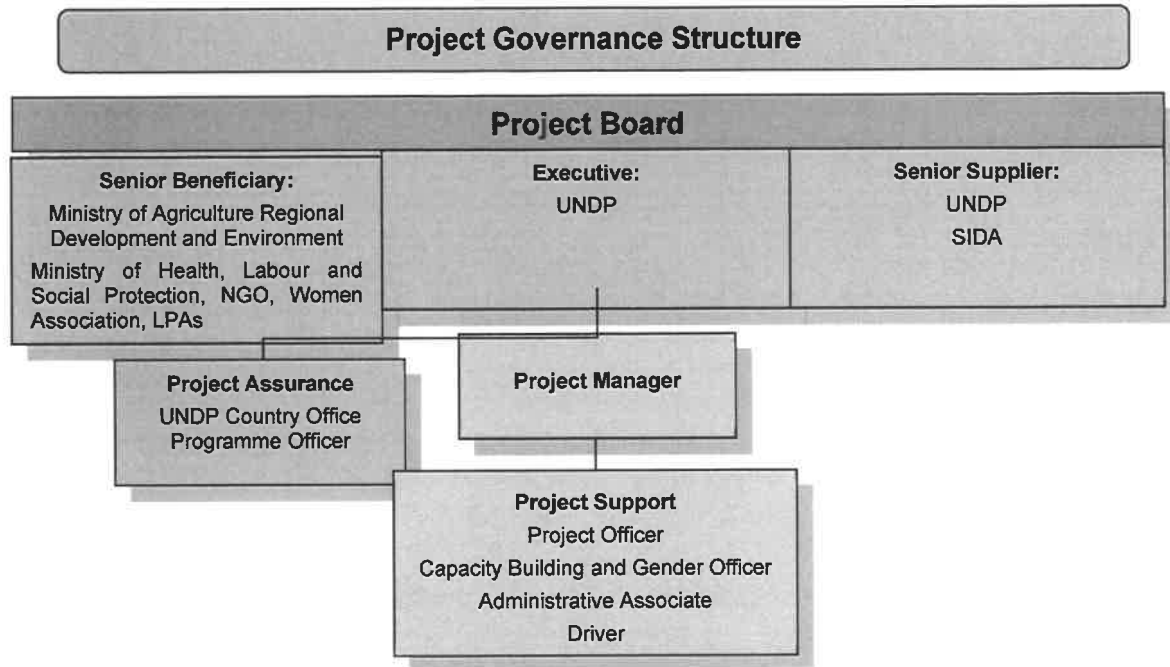 Project Governance Structure
Project Board
Senior Beneficiary:
Ministry of Agriculture Regional
Development and Environment
Ministry of Health, Labour and
Social Protection, NGO, Women
Association, LPAs
Executive:
UNDP
Senior Supplier:
UNDP
SIDA
Project Assurance
UNDP Country Office
Programme Officer
Project Manager
Project Support
Project Officer
Capacity Building and Gender Officer
Administrative Associate
Driver